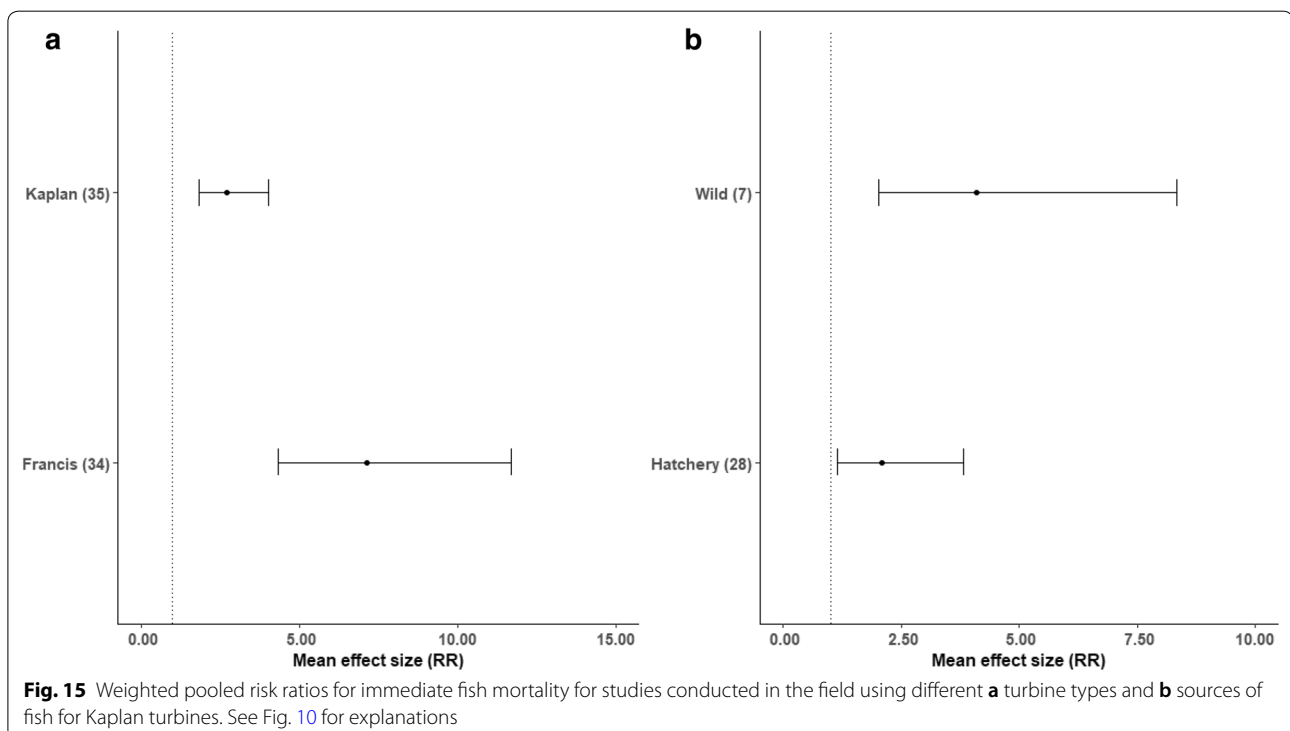 a
Kaplan (35)
Francis (34)
0.00 5.00 10.00 15.00
Mean effect size (RR)
b
Wild (7)
Hatchery (28)
0.00 2.50 5.00 7.50 10.00
Mean effect size (RR)
Fig. 15 Weighted pooled risk ratios for immediate fish mortality for studies conducted in the field using different a turbine types and b sources of
fish for Kaplan turbines. See Fig. 10 for explanations